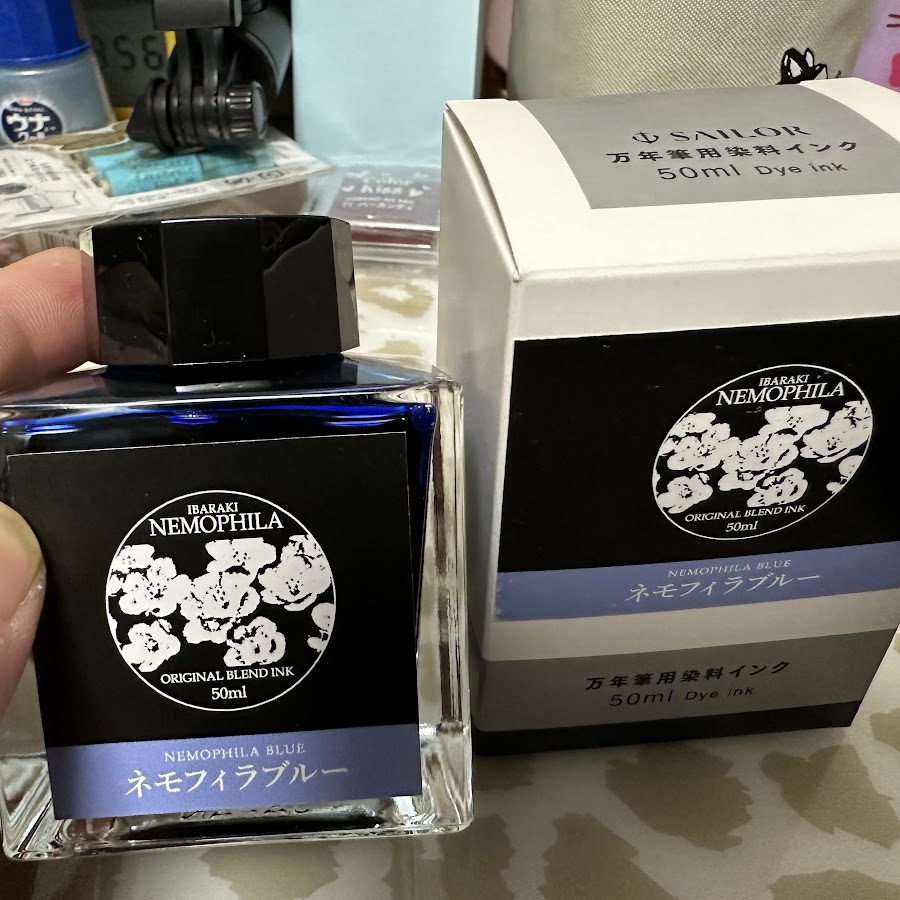 856
ウナ
Color
Kiss
SAILOR
万年筆用染料インク
50ml Dye ink
IBARAKI
NEMOPHILA
ORIGINAL BLEND INK
50ml
NEMOPHILA BLUE
ネモフィラブルー
万年筆用染料インク
50ml Dye ink
IBARAKI
NEMOPHILA
ORIGINAL BLEND INK
50ml
NEMOPHILA BLUE
ネモフィラブルー